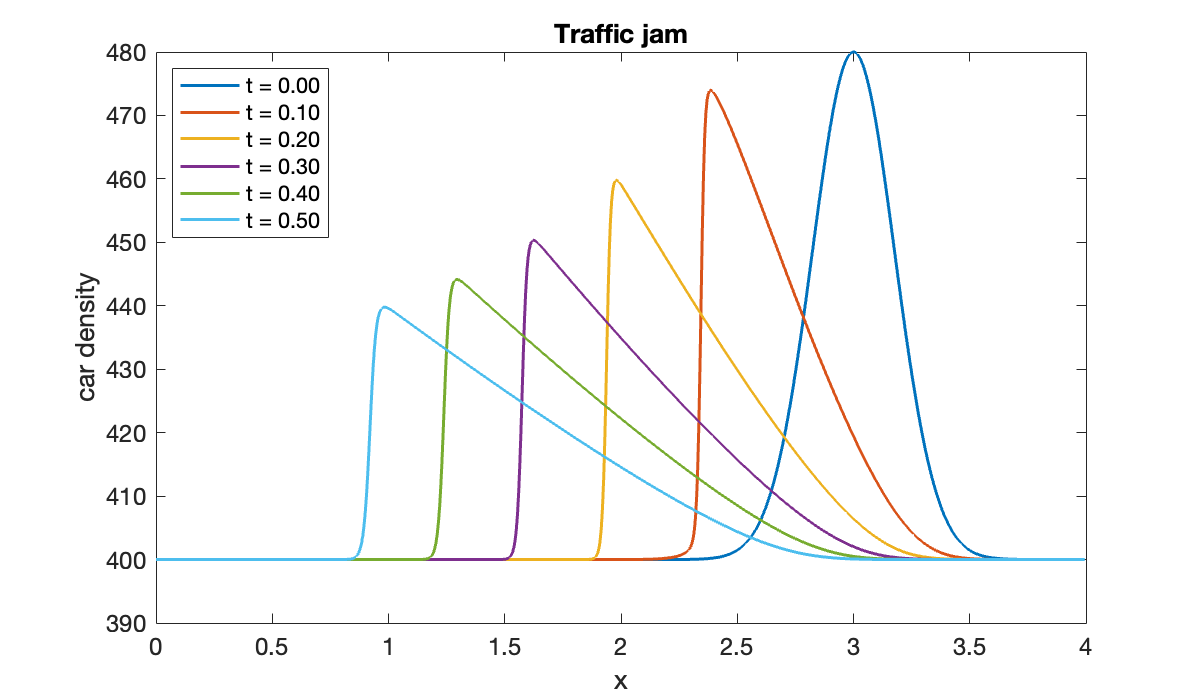 Traffic jam
480
470
460
450
440
430
420
410
400
390
car density
t = 0.00
t = 0.10
t = 0.20
t = 0.30
t = 0.40
t = 0.50
0 0.5 1 1.5 2 2.5 3 3.5 4
x